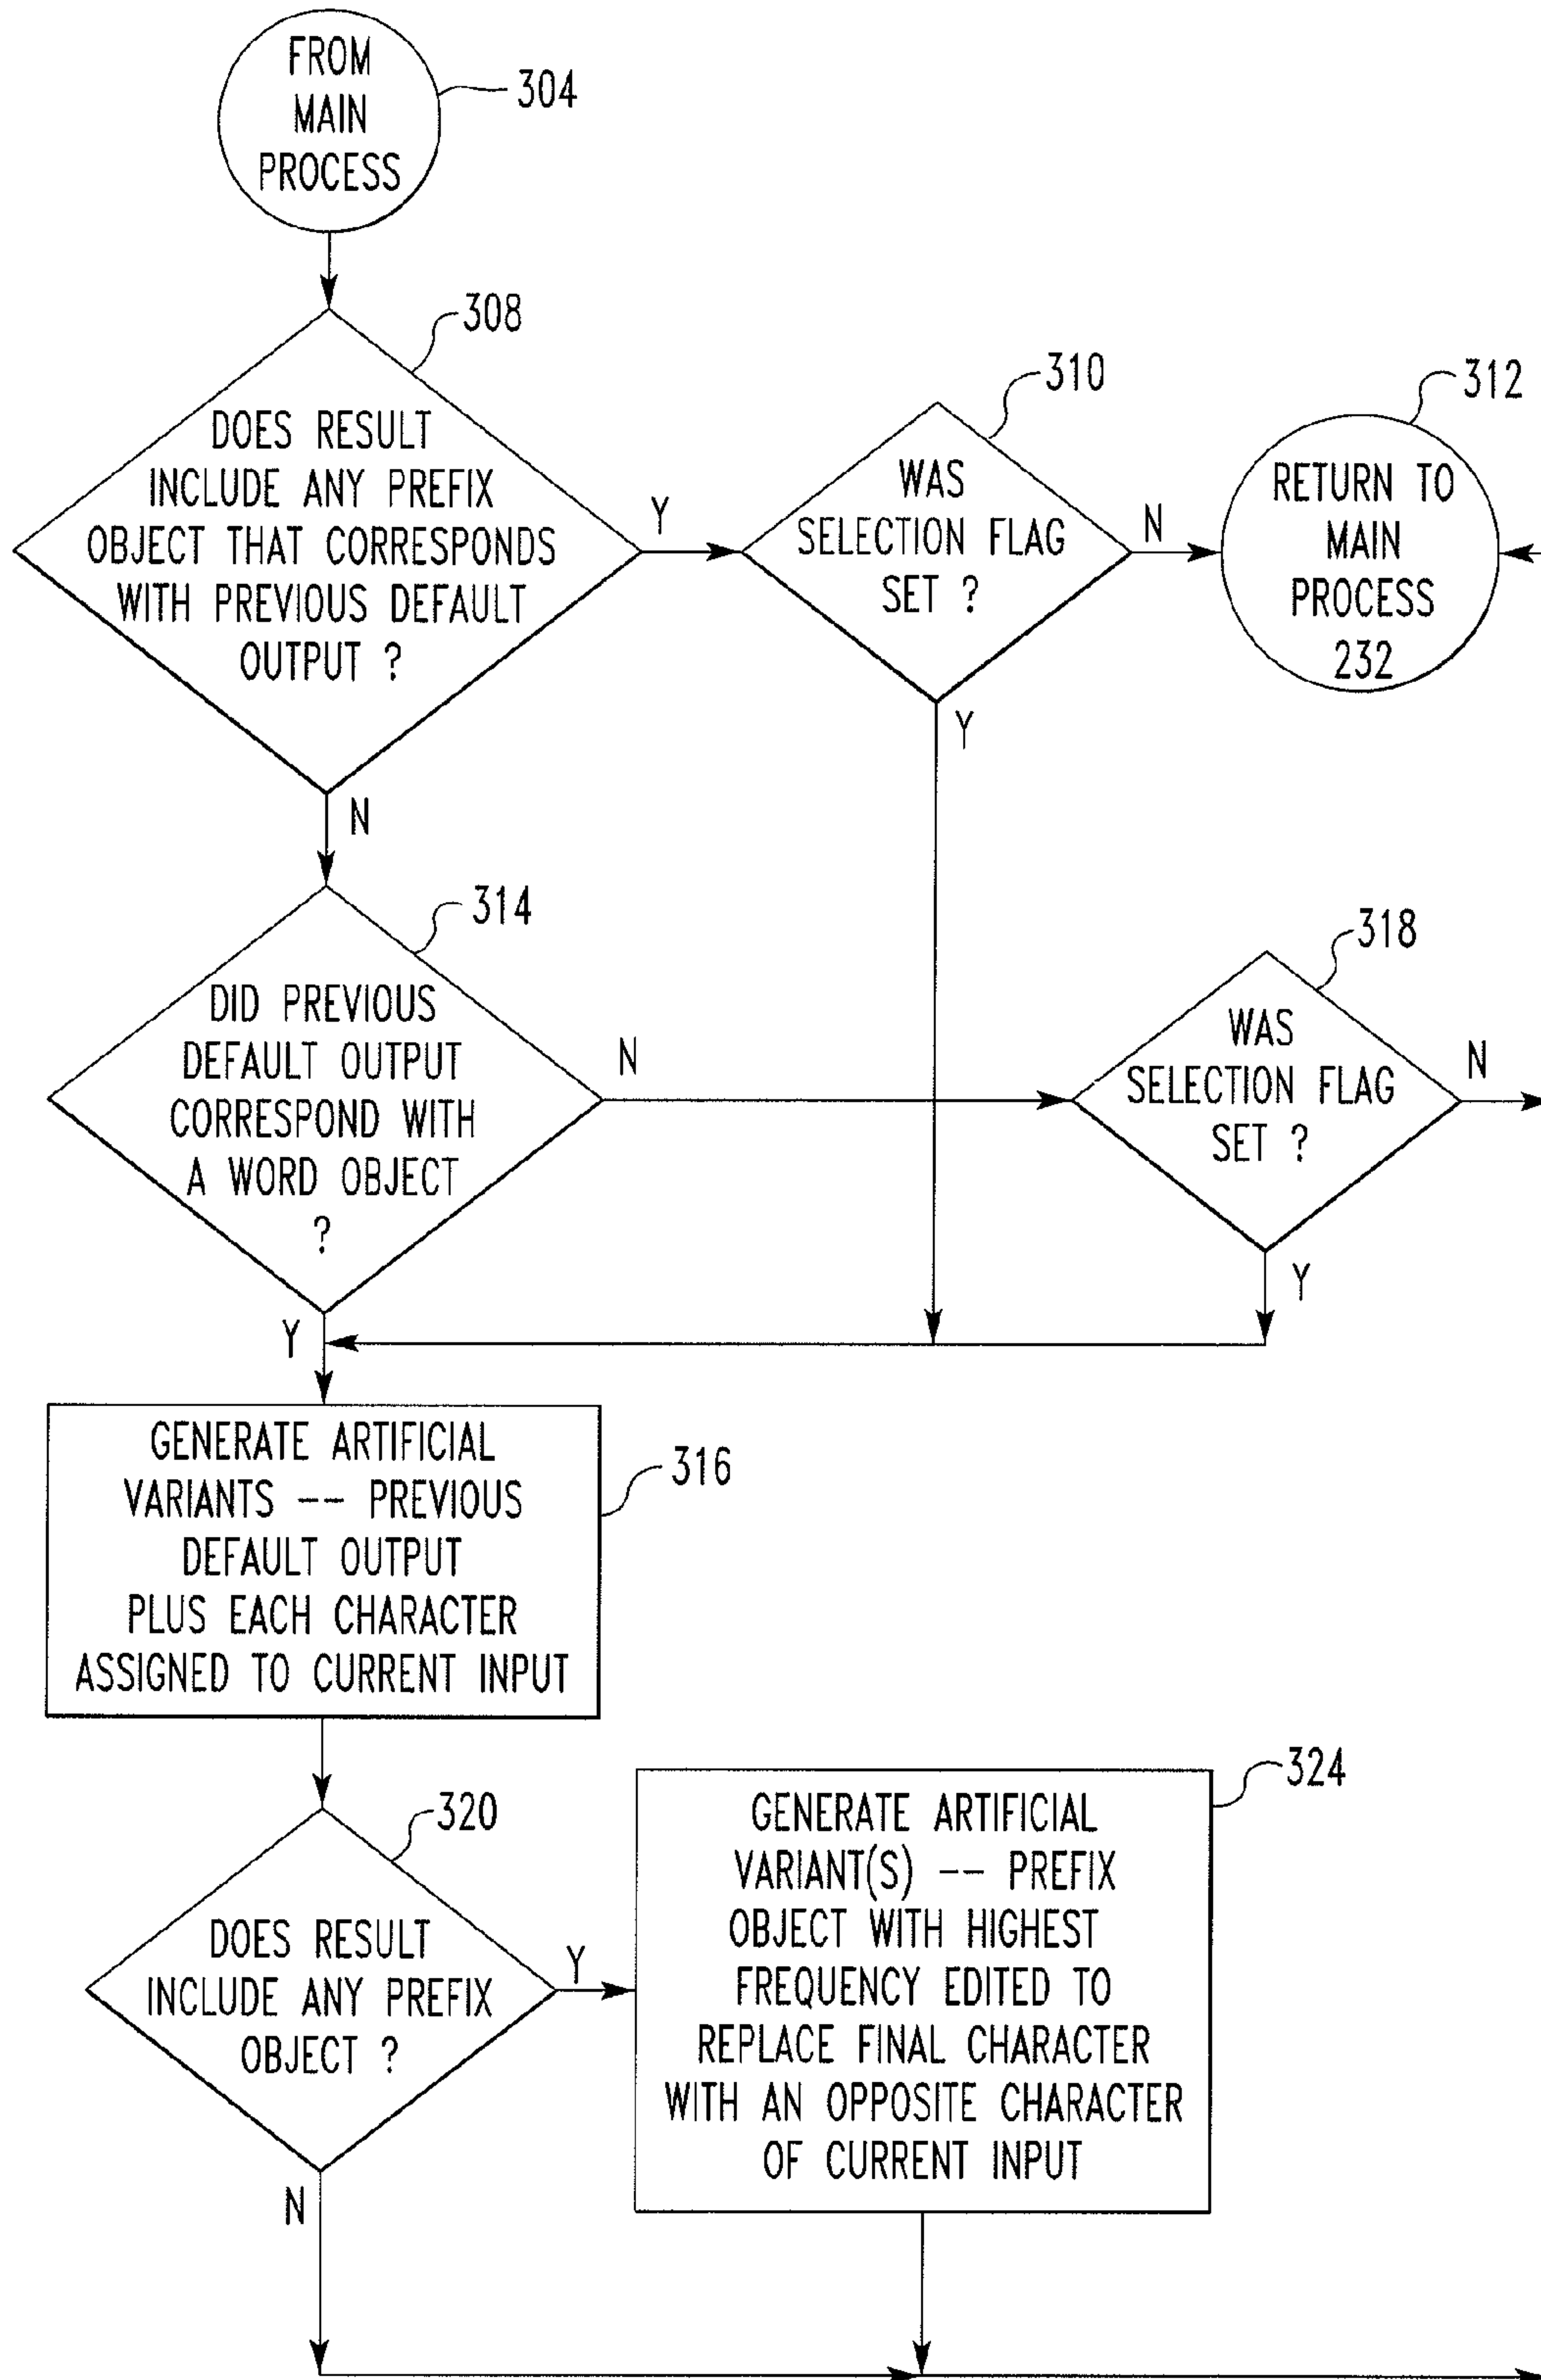 FROM
MAIN
PROCESS
304
308
DOES RESULT
INCLUDE ANY PREFIX
OBJECT THAT CORRESPONDS
WITH PREVIOUS DEFAULT
OUTPUT ?
Y
N
310
WAS
SELECTION FLAG
SET ?
N
Y
312
RETURN TO
MAIN
PROCESS
232
314
DID PREVIOUS
DEFAULT OUTPUT
CORRESPOND WITH
A WORD OBJECT
?
N
Y
318
WAS
SELECTION FLAG
SET ?
N
Y
GENERATE ARTIFICIAL
VARIANTS -- PREVIOUS
DEFAULT OUTPUT
PLUS EACH CHARACTER
ASSIGNED TO CURRENT INPUT
316
320
DOES RESULT
INCLUDE ANY PREFIX
OBJECT ?
Y
N
324
GENERATE ARTIFICIAL
VARIANT(S) -- PREFIX
OBJECT WITH HIGHEST
FREQUENCY EDITED TO
REPLACE FINAL CHARACTER
WITH AN OPPOSITE CHARACTER
OF CURRENT INPUT